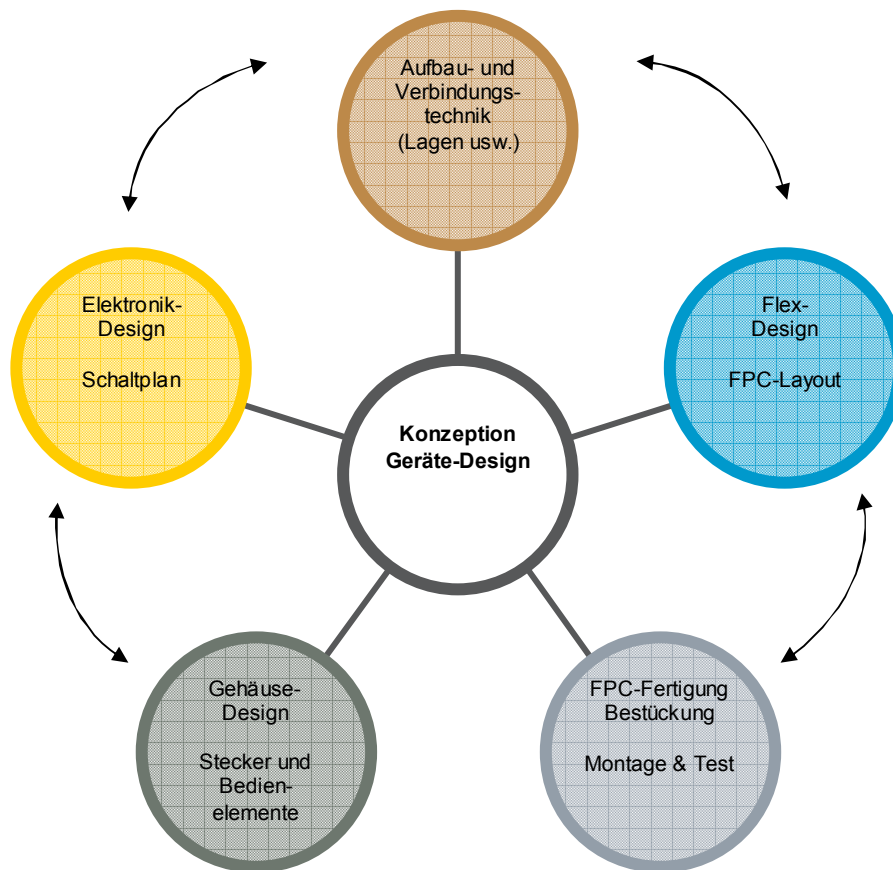 Aufbau- und
Verbindungs-
technik
(Lagen usw.)
Elektronik-
Design
Schaltplan
Flex-
Design
FPC-Layout
Konzeption
Geräte-Design
Gehäuse-
Design
Stecker und
Bedien-
elemente
FPC-Fertigung
Bestückung
Montage & Test